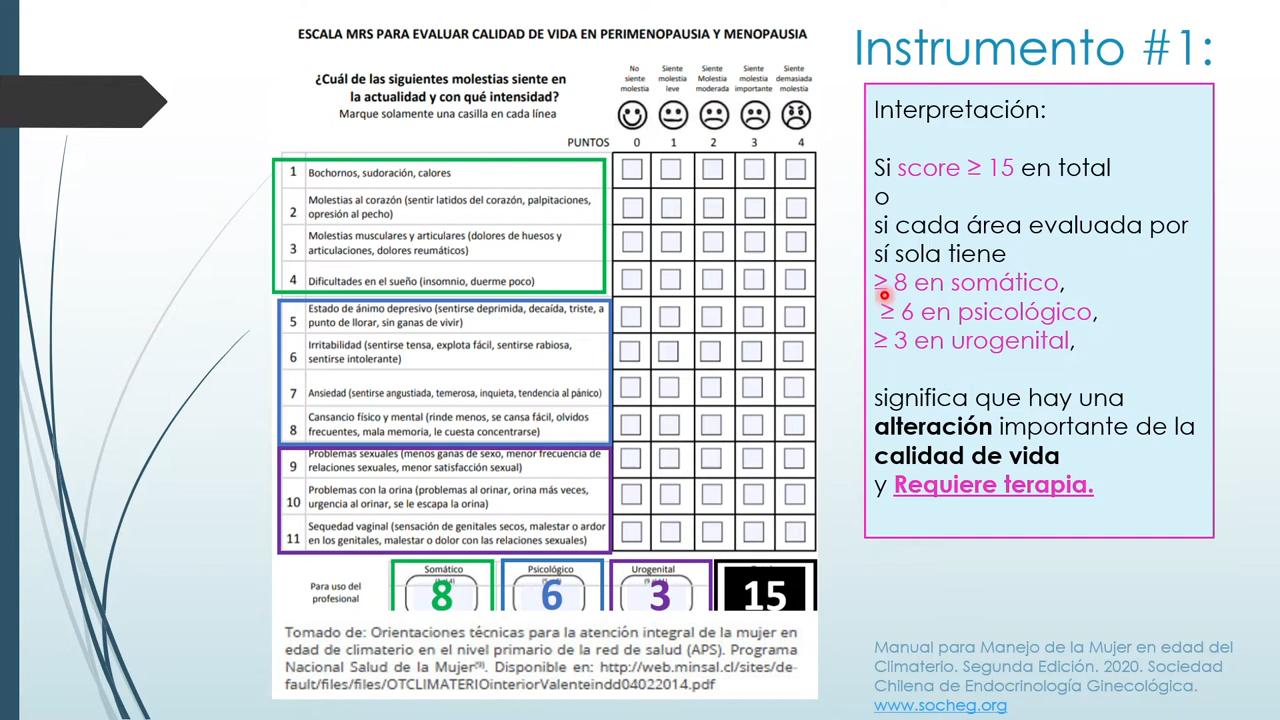 ESCALA MRS PARA EVALUAR CALIDAD DE VIDA EN PERIMENOPAUSIA Y MENOPAUSIA
¿Cuál de las siguientes molestias siente en
la actualidad y con qué intensidad?
Marque solamente una casilla en cada línea
No siente molestia
Siente molestia leve
Siente Molestia moderada
Siente molestia importante
Siente demasiada molestia
PUNTOS 0 1 2 3 4
1 Bochornos, sudoración, calores
2 Molestias al corazón (sentir latidos del corazón, palpitaciones,
opresión al pecho)
3 Molestias musculares y articulares (dolores de huesos y
articulaciones, dolores reumáticos)
4 Dificultades en el sueño (insomnio, duerme poco)
5 Estado de ánimo depresivo (sentirse deprimida, decaída, triste, a
punto de llorar, sin ganas de vivir)
6 Irritabilidad (sentirse tensa, explota fácil, sentirse rabiosa,
sentirse intolerante)
7 Ansiedad (sentirse angustiada, temerosa, inquieta, tendencia al pánico)
8 Cansancio físico y mental (rinde menos, se cansa fácil, olvidos
frecuentes, mala memoria, le cuesta concentrarse)
9 Problemas sexuales (menos ganas de sexo, menor frecuencia de
relaciones sexuales, menor satisfacción sexual)
10 Problemas con la orina (problemas al orinar, orina más veces,
urgencia al orinar, se le escapa la orina)
11 Sequedad vaginal (sensación de genitales secos, malestar o ardor
en los genitales, malestar o dolor con las relaciones sexuales)
Para uso del
profesional
Somático
8
Psicológico
6
Urogenital
3
15
Tomado de: Orientaciones técnicas para la atención integral de la mujer en
edad de climaterio en el nivel primario de la red de salud (APS). Programa
Nacional Salud de la Mujer⁽⁹⁾. Disponible en: http://web.minsal.cl/sites/de-
fault/files/files/OTCLIMATERIOinteriorValenteindd04022014.pdf
Instrumento #1:
Interpretación:
Si score ≥ 15 en total
o
si cada área evaluada por
sí sola tiene
≥ 8 en somático,
≥ 6 en psicológico,
≥ 3 en urogenital,
significa que hay una
alteración importante de la
calidad de vida
y Requiere terapia.
Manual para Manejo de la Mujer en edad del
Climaterio. Segunda Edición. 2020. Sociedad
Chilena de Endocrinología Ginecológica.
www.socheg.org